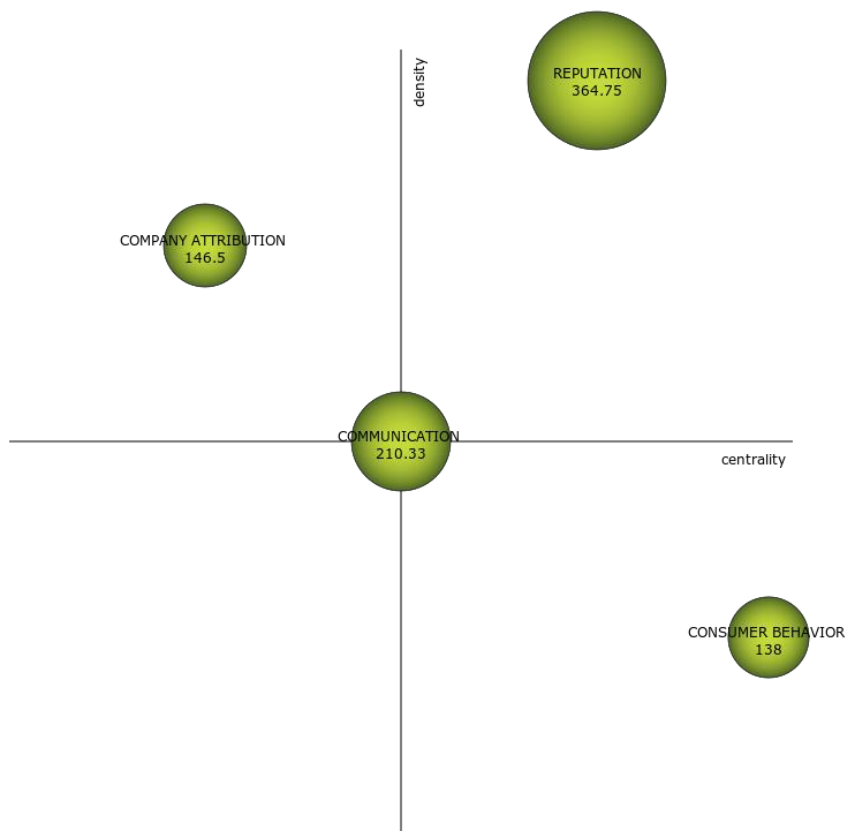 density
REPUTATION
364.75
COMPANY ATTRIBUTION
146.5
COMMUNICATION
210.33
centrality
CONSUMER BEHAVIOR
138